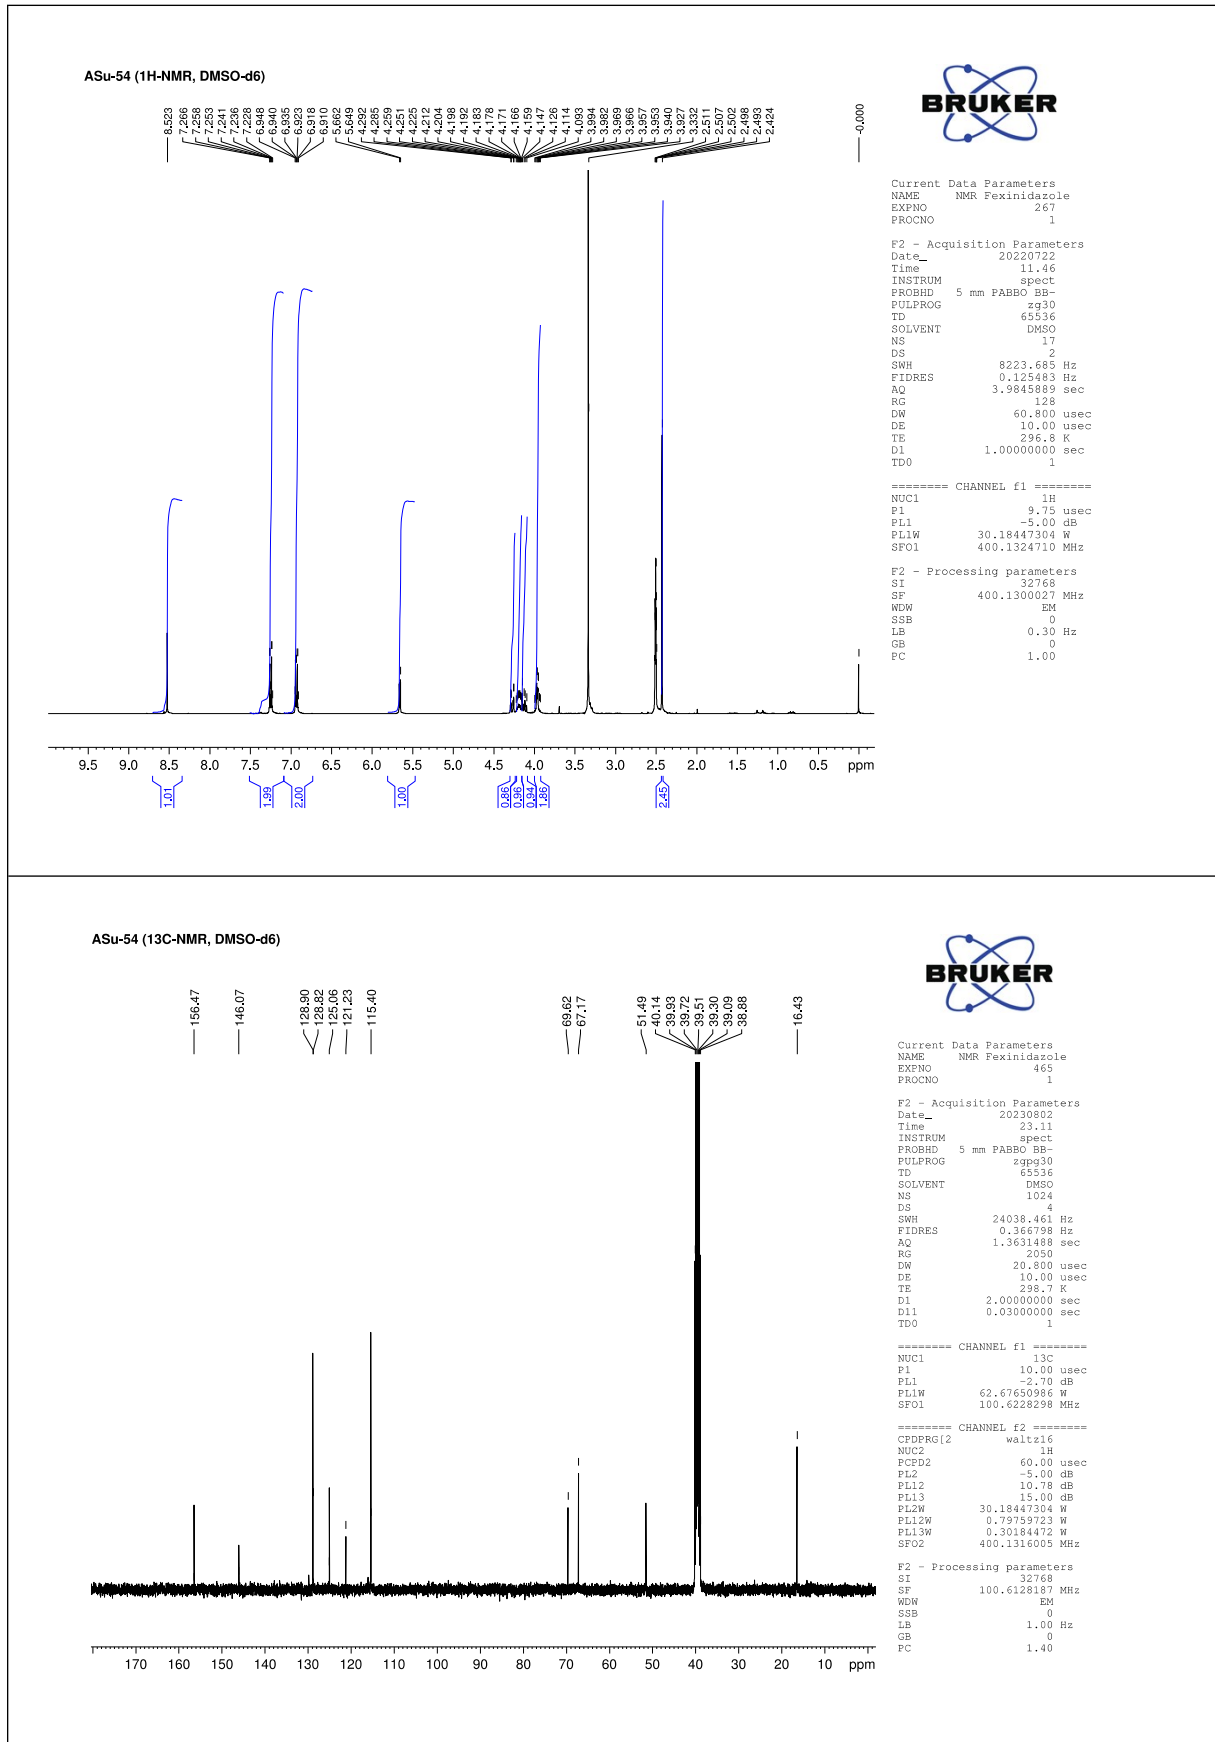 ASu-54 (1H-NMR, DMSO-d6)
8.523
7.266
7.258
7.253
7.241
7.236
7.228
6.948
6.940
6.935
6.923
6.918
6.910
5.662
5.649
4.292
4.285
4.259
4.251
4.225
4.212
4.204
4.198
4.192
4.183
4.178
4.171
4.166
4.159
4.147
4.126
4.114
4.093
3.994
3.982
3.969
3.966
3.957
3.953
3.940
3.927
3.332
2.511
2.507
2.502
2.498
2.493
2.424
-0.000
BRUKER
Current Data Parameters
NAME NMR Fexinidazole
EXPNO 267
PROCNO 1
F2 - Acquisition Parameters
Date_ 20220722
Time 11.46
INSTRUM spect
PROBHD 5 mm PABBO BB-
PULPROG zg30
TD 65536
SOLVENT DMSO
NS 17
DS 2
SWH 8223.685 Hz
FIDRES 0.125483 Hz
AQ 3.9845889 sec
RG 128
DW 60.800 usec
DE 10.00 usec
TE 296.8 K
D1 1.00000000 sec
TD0 1
======== CHANNEL f1 ========
NUC1 1H
P1 9.75 usec
PL1 -5.00 dB
PL1W 30.18447304 W
SFO1 400.1324710 MHz
F2 - Processing parameters
SI 32768
SF 400.1300027 MHz
WDW EM
SSB 0
LB 0.30 Hz
GB 0
PC 1.00
9.5 9.0 8.5 8.0 7.5 7.0 6.5 6.0 5.5 5.0 4.5 4.0 3.5 3.0 2.5 2.0 1.5 1.0 0.5 ppm
1.01
1.99
2.00
1.00
0.86
0.96
0.94
1.86
2.45
ASu-54 (13C-NMR, DMSO-d6)
156.47
146.07
128.90
128.82
125.06
121.23
115.40
69.62
67.17
51.49
40.14
39.93
39.72
39.51
39.30
39.09
38.88
16.43
BRUKER
Current Data Parameters
NAME NMR Fexinidazole
EXPNO 465
PROCNO 1
F2 - Acquisition Parameters
Date_ 20230802
Time 23.11
INSTRUM spect
PROBHD 5 mm PABBO BB-
PULPROG zgpg30
TD 65536
SOLVENT DMSO
NS 1024
DS 4
SWH 24038.461 Hz
FIDRES 0.366798 Hz
AQ 1.3631488 sec
RG 2050
DW 20.800 usec
DE 10.00 usec
TE 298.7 K
D1 2.00000000 sec
D11 0.03000000 sec
TD0 1
======== CHANNEL f1 ========
NUC1 13C
P1 10.00 usec
PL1 -2.70 dB
PL1W 62.67650986 W
SFO1 100.6228298 MHz
======== CHANNEL f2 ========
CPDPRG[2 waltz16
NUC2 1H
PCPD2 60.00 usec
PL2 -5.00 dB
PL12 10.78 dB
PL13 15.00 dB
PL2W 30.18447304 W
PL12W 0.79759723 W
PL13W 0.30184472 W
SFO2 400.1316005 MHz
F2 - Processing parameters
SI 32768
SF 100.6128187 MHz
WDW EM
SSB 0
LB 1.00 Hz
GB 0
PC 1.40
170 160 150 140 130 120 110 100 90 80 70 60 50 40 30 20 10 ppm